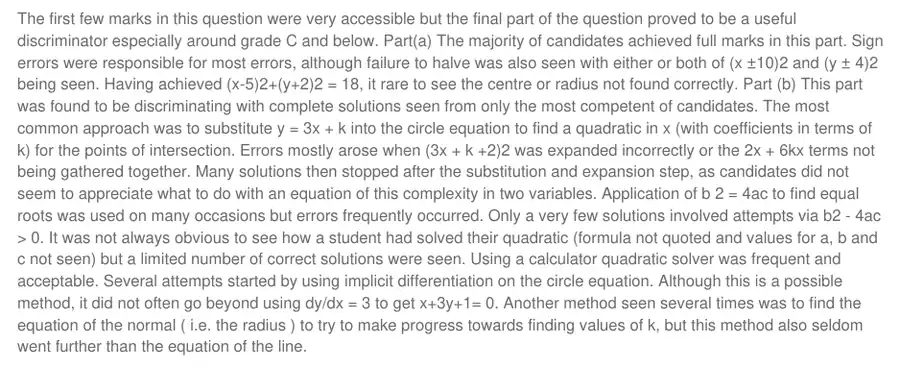 The first few marks in this question were very accessible but the final part of the question proved to be a useful
discriminator especially around grade C and below. Part(a) The majority of candidates achieved full marks in this part. Sign
errors were responsible for most errors, although failure to halve was also seen with either or both of (x ±10)2 and (y ± 4)2
being seen. Having achieved (x-5)2+(y+2)2 = 18, it rare to see the centre or radius not found correctly. Part (b) This part
was found to be discriminating with complete solutions seen from only the most competent of candidates. The most
common approach was to substitute y = 3x + k into the circle equation to find a quadratic in x (with coefficients in terms of
k) for the points of intersection. Errors mostly arose when (3x + k +2)2 was expanded incorrectly or the 2x + 6kx terms not
being gathered together. Many solutions then stopped after the substitution and expansion step, as candidates did not
seem to appreciate what to do with an equation of this complexity in two variables. Application of b 2 = 4ac to find equal
roots was used on many occasions but errors frequently occurred. Only a very few solutions involved attempts via b2 - 4ac
> 0. It was not always obvious to see how a student had solved their quadratic (formula not quoted and values for a, b and
c not seen) but a limited number of correct solutions were seen. Using a calculator quadratic solver was frequent and
acceptable. Several attempts started by using implicit differentiation on the circle equation. Although this is a possible
method, it did not often go beyond using dy/dx = 3 to get x+3y+1= 0. Another method seen several times was to find the
equation of the normal ( i.e. the radius ) to try to make progress towards finding values of k, but this method also seldom
went further than the equation of the line.